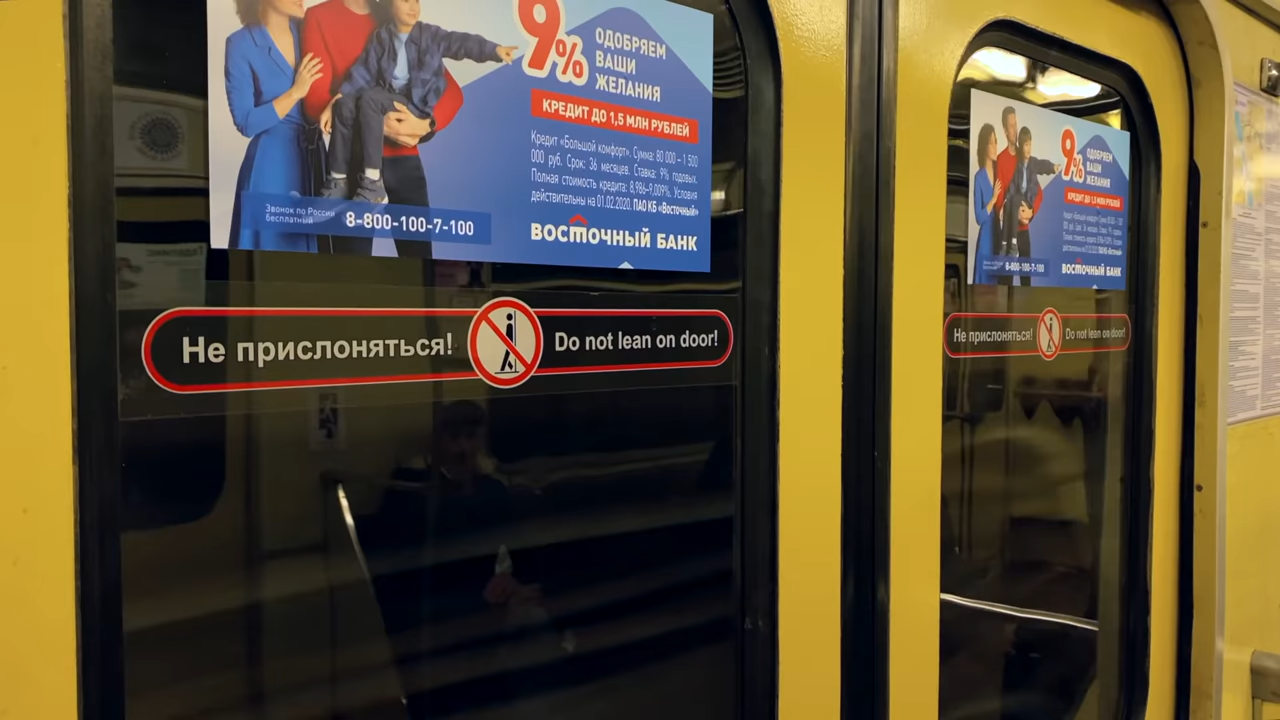 9%
ОДОБРЯЕМ
ВАШИ
ЖЕЛАНИЯ
КРЕДИТ ДО 1,5 МЛН РУБЛЕЙ
Кредит «Большой комфорт». Сумма: 80 000 – 1 500
000 руб. Срок: 36 месяцев. Ставка: 9% годовых.
Полная стоимость кредита: 8,986–9,009%. Условия
действительны на 01.02.2020. ПАО КБ «Восточный»
Звонок по России
бесплатный
8-800-100-7-100
ВОСТОЧНЫЙ БАНК
Не прислоняться! Do not lean on door!
9%
ОДОБРЯЕМ
ВАШИ
ЖЕЛАНИЯ
КРЕДИТ ДО 1,5 МЛН РУБЛЕЙ
8-800-100-7-100
ВОСТОЧНЫЙ БАНК
Не прислоняться! Do not lean on door!